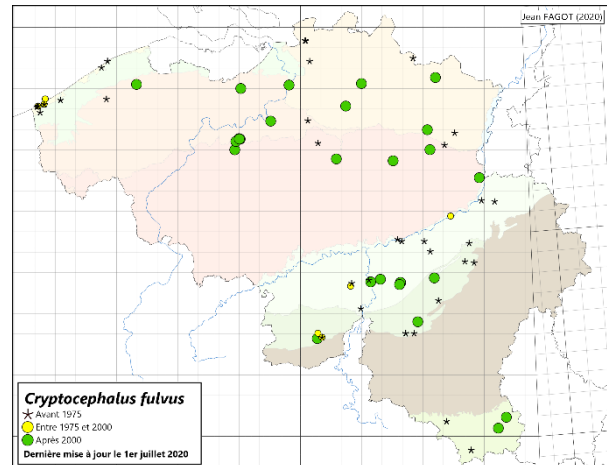 Jean FAGOT (2020)
Cryptocephalus fulvus
Avant 1975
Entre 1975 et 2000
Après 2000
Dernière mise à jour le 1er juillet 2020